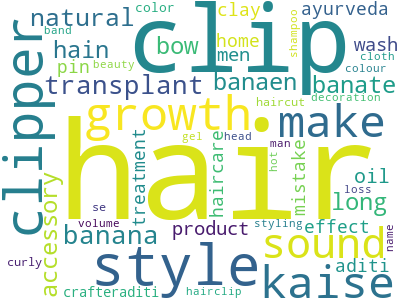 color
natural
clip
clay
shampoo
ayurveda
band
hain
bow
home
colour
wash
pin
beauty
men
cloth
clipper
transplant
banaen
banate
growth
haircut
decoration
make
hair
gel
head
man
treatment
haircare
hot
mistake
accessory
oil
loss
se
volume
product
styling
long
effect
name
banana
sound
style
curly
kaise
aditi
crafteraditi
hairclip